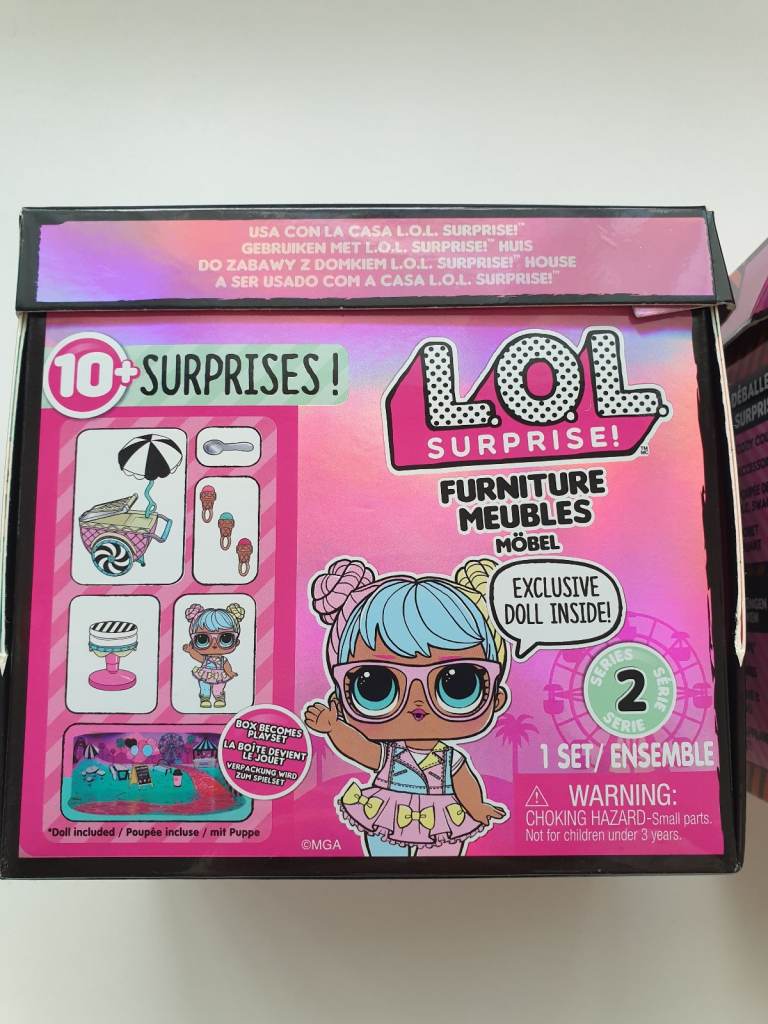 USA CON LA CASA L.O.L. SURPRISE!™
GEBRUIKEN MET L.O.L. SURPRISE!™ HUIS
DO ZABAWY Z DOMKIEM L.O.L. SURPRISE!™ HOUSE
A SER USADO COM A CASA L.O.L. SURPRISE!™
10+ SURPRISES!
L.O.L.
SURPRISE!™
FURNITURE
MEUBLES
MÖBEL
EXCLUSIVE
DOLL INSIDE!
SERIES
SÉRIE
SERIE
2
1 SET/ ENSEMBLE
BOX BECOMES
PLAYSET
LA BOÎTE DEVIENT
LE JOUET
VERPACKUNG WIRD
ZUM SPIELSET
*Doll included / Poupée incluse / mit Puppe
©MGA
WARNING:
CHOKING HAZARD-Small parts.
Not for children under 3 years.